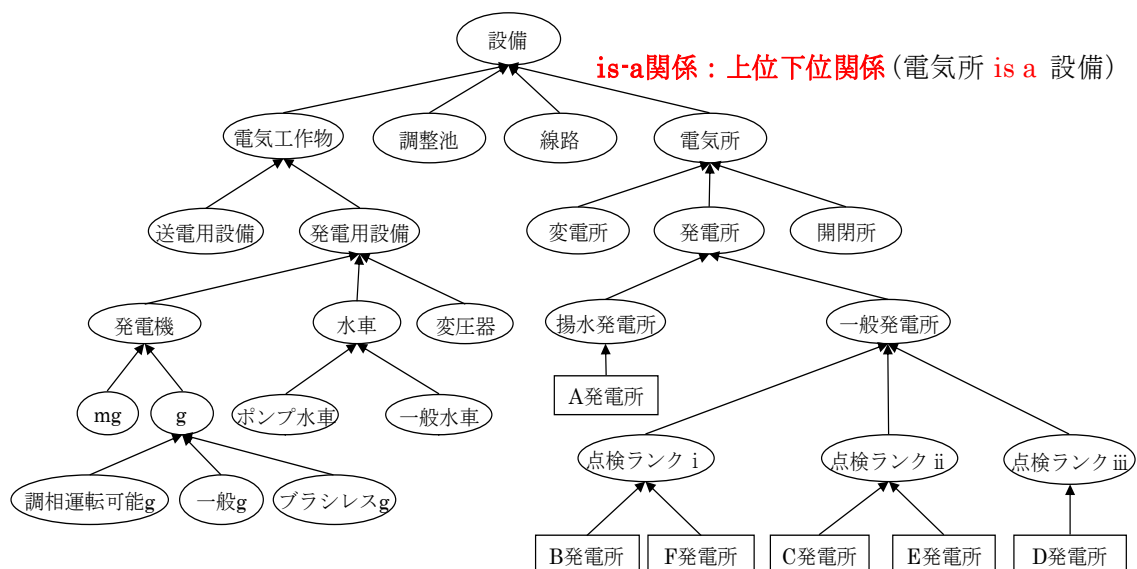 設備
is-a関係：上位下位関係 (電気所 is a 設備)
電気工作物
調整池
線路
電気所
送電用設備
発電用設備
変電所
発電所
開閉所
発電機
水車
変圧器
揚水発電所
一般発電所
A発電所
mg
g
ポンプ水車
一般水車
点検ランクⅰ
点検ランクⅱ
点検ランクⅲ
調相運転可能g
一般g
ブラシレスg
B発電所
F発電所
C発電所
E発電所
D発電所